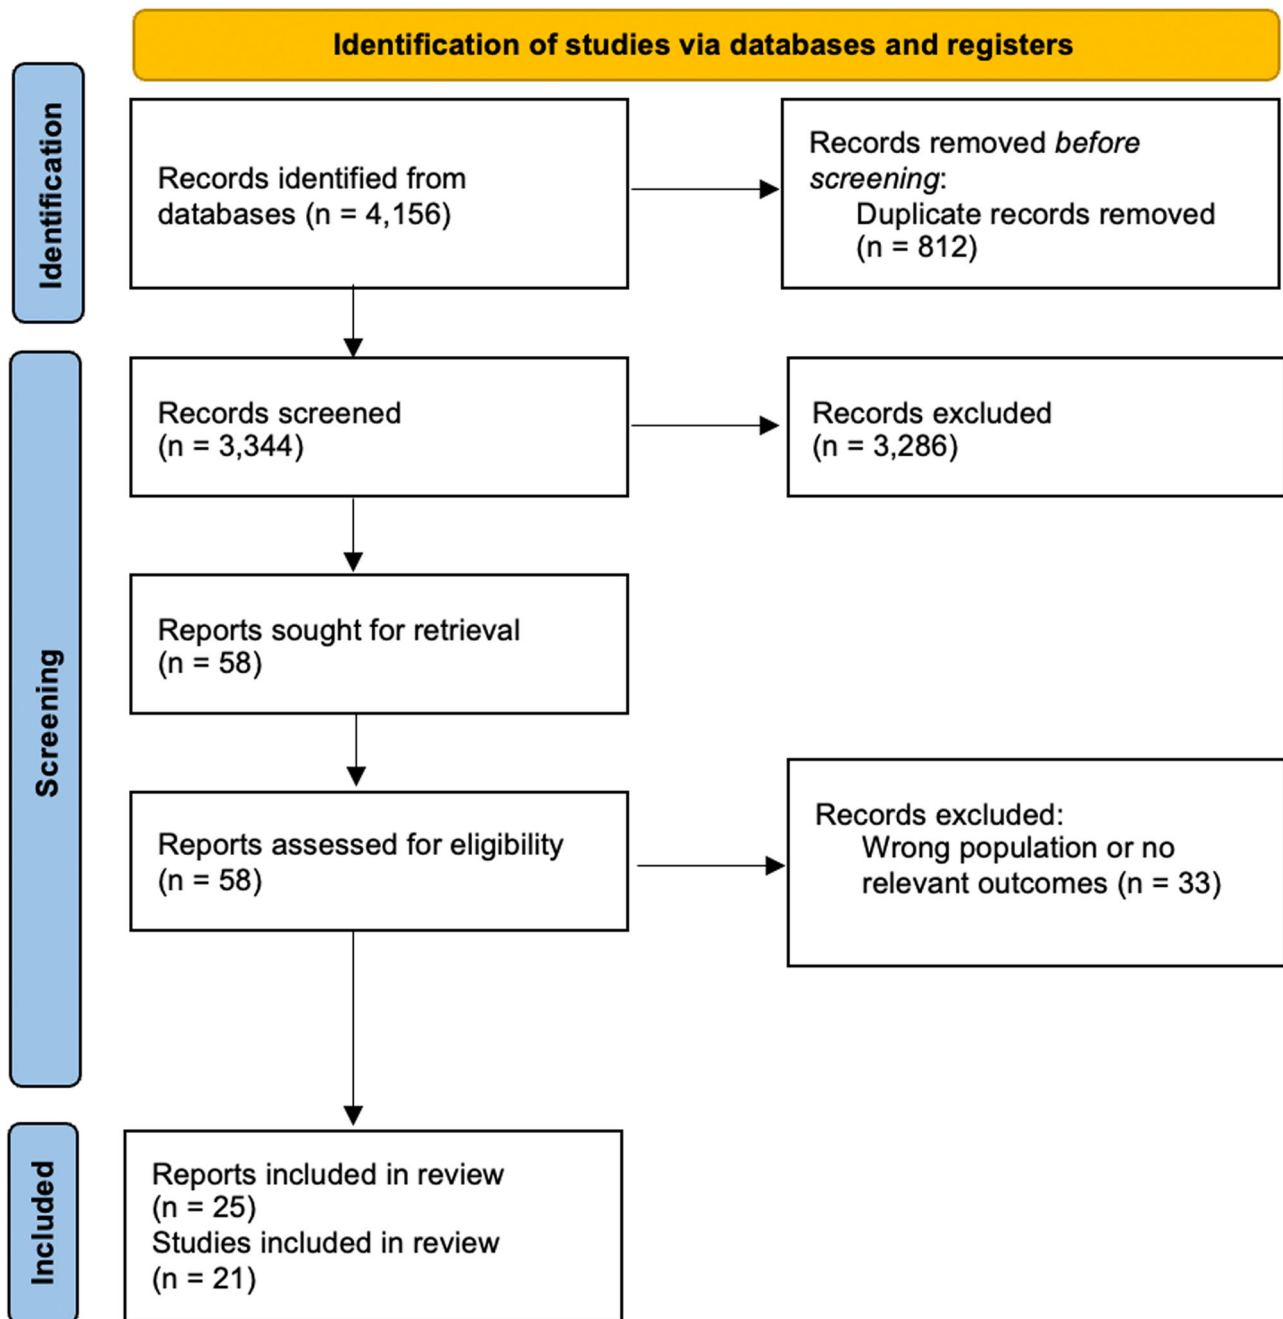 Identification of studies via databases and registers
Identification
Records identified from
databases (n = 4,156)
Records removed before
screening:
Duplicate records removed
(n = 812)
Screening
Records screened
(n = 3,344)
Records excluded
(n = 3,286)
Reports sought for retrieval
(n = 58)
Reports assessed for eligibility
(n = 58)
Records excluded:
Wrong population or no
relevant outcomes (n = 33)
Included
Reports included in review
(n = 25)
Studies included in review
(n = 21)